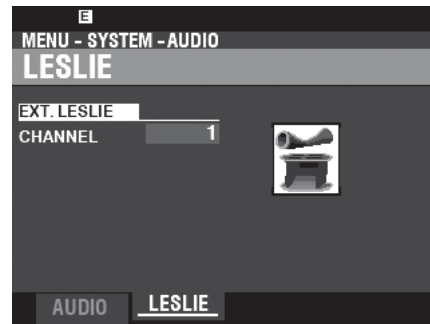 E
MENU - SYSTEM - AUDIO
LESLIE
EXT. LESLIE
CHANNEL 1
AUDIO LESLIE